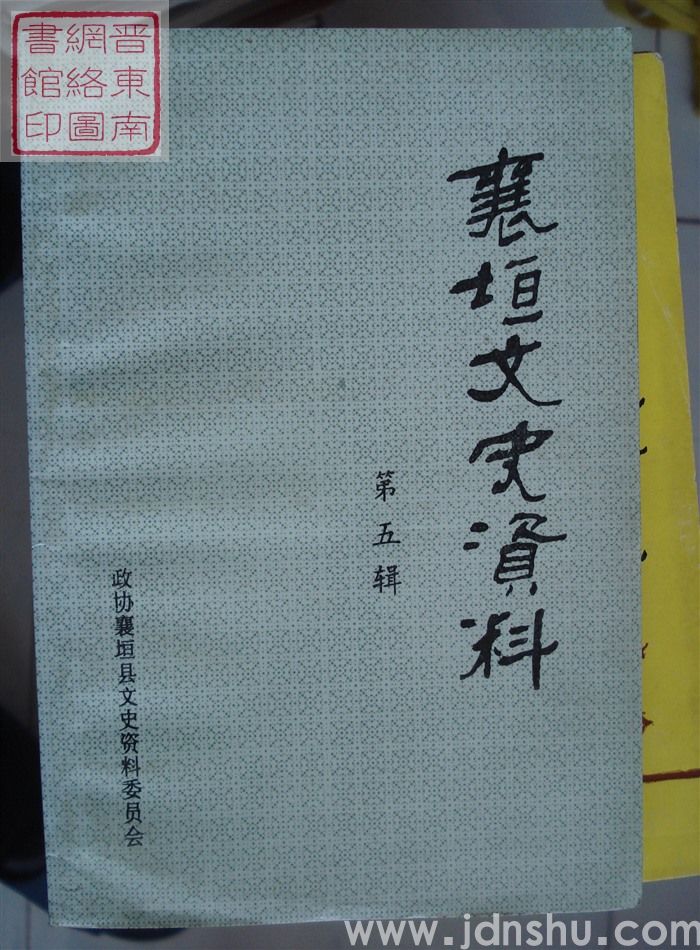 晋東南
網絡圖
書館印
襄垣文史資料
第五辑
政协襄垣县文史资料委员会
www.jdnshu.com